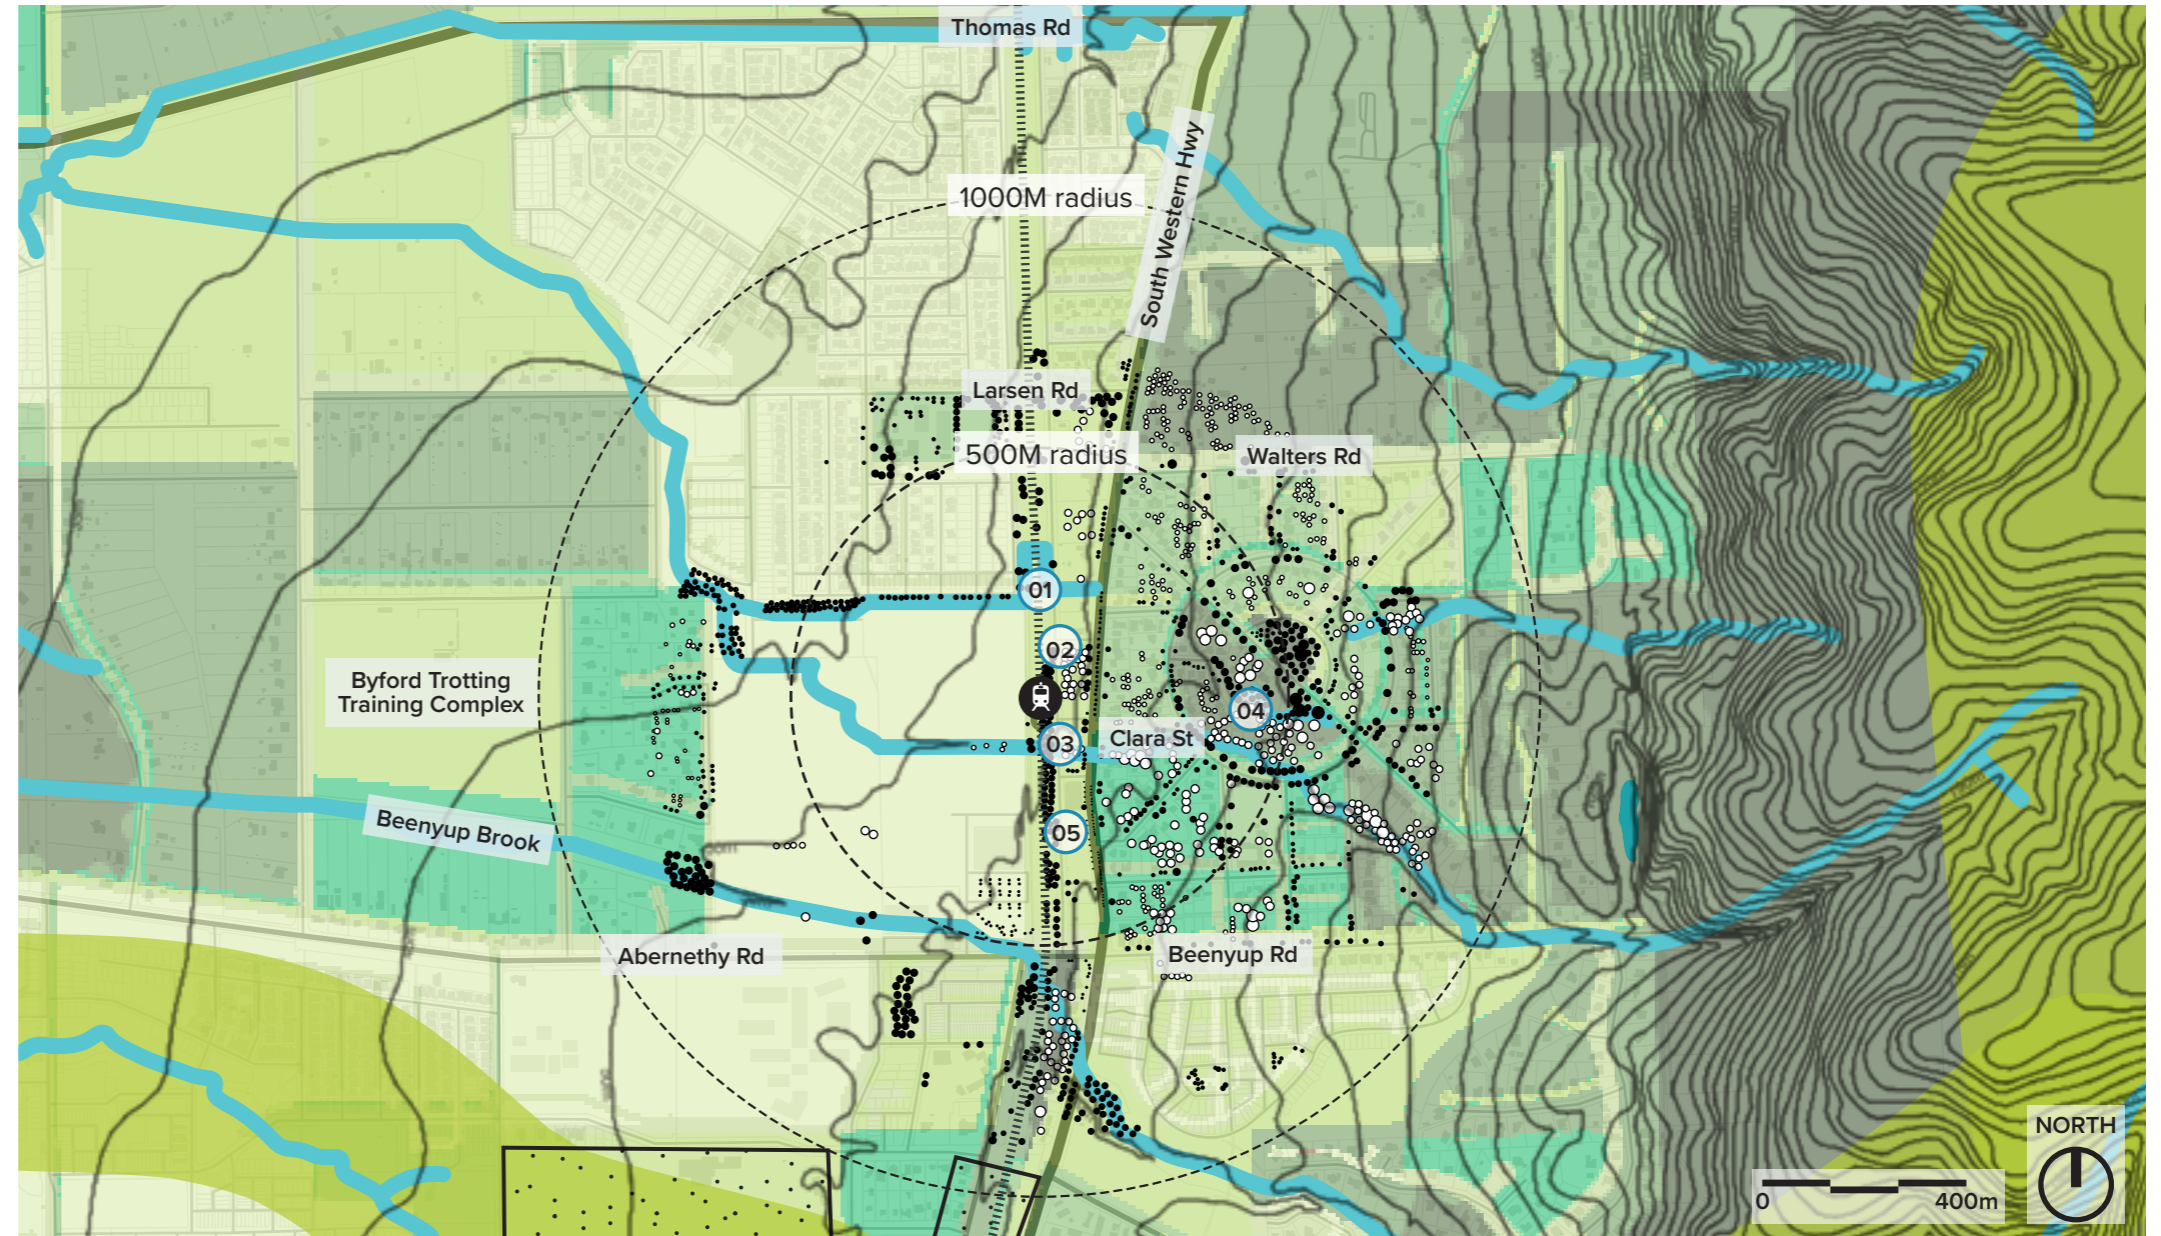 Thomas Rd
South Western Hwy
1000M radius
Larsen Rd
500M radius
Walters Rd
01
02
Byford Trotting
Training Complex
04
03
Clara St
05
Beenyup Brook
Abernethy Rd
Beenyup Rd
NORTH
0
400m